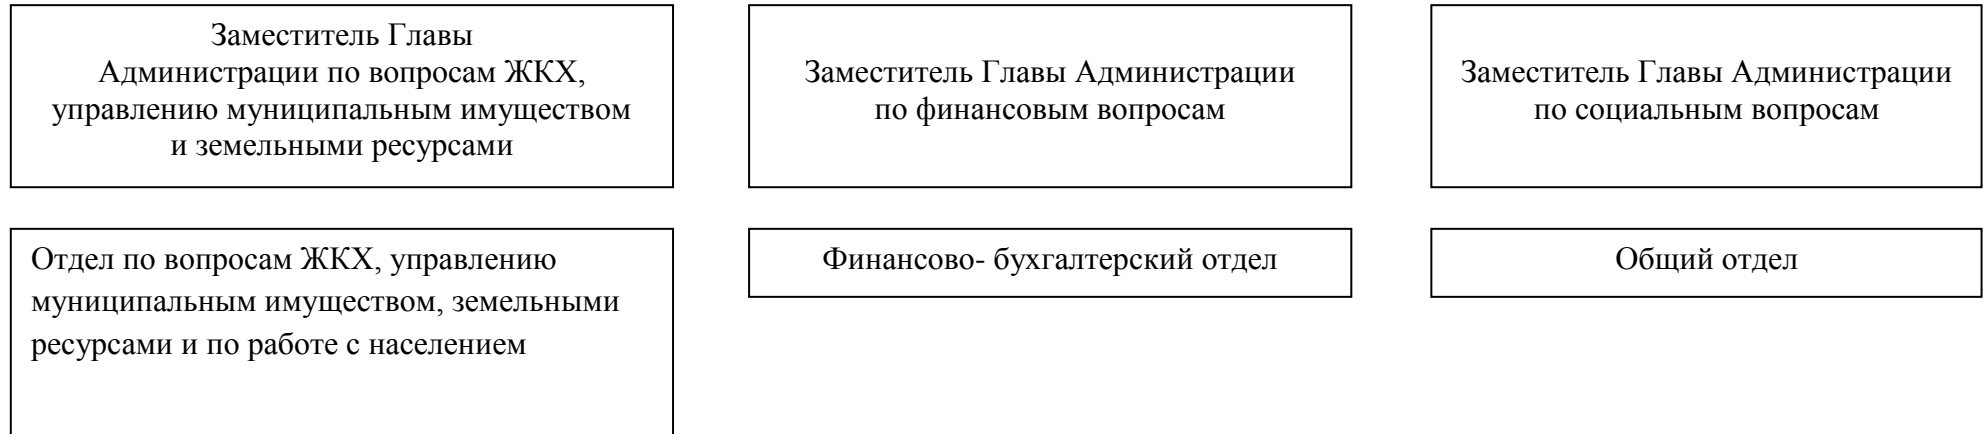 Заместитель Главы
Администрации по вопросам ЖКХ,
управлению муниципальным имуществом
и земельными ресурсами
Заместитель Главы Администрации
по финансовым вопросам
Заместитель Главы Администрации
по социальным вопросам
Отдел по вопросам ЖКХ, управлению
муниципальным имуществом, земельными
ресурсами и по работе с населением
Финансово- бухгалтерский отдел
Общий отдел